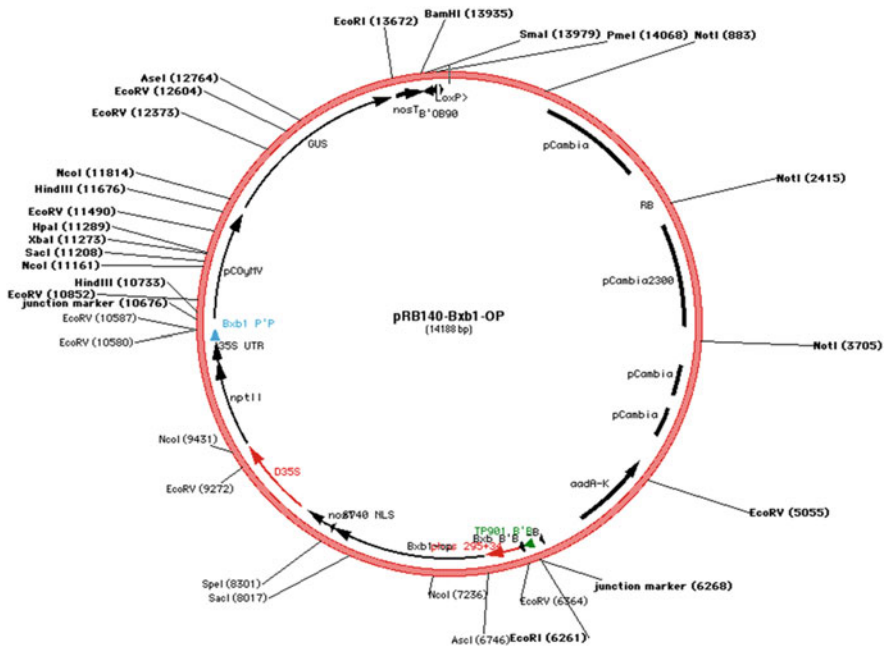 EcoRI (13672)
BamHI (13935)
SmaI (13979)
PmeI (14068)
NotI (883)
AseI (12764)
EcoRV (12604)
EcoRV (12373)
NcoI (11814)
HindIII (11676)
EcoRV (11490)
HpaI (11289)
XbaI (11273)
SacI (11208)
NcoI (11161)
HindIII (10733)
EcoRV (10852)
junction marker (10676)
EcoRV (10587)
EcoRV (10580)
NcoI (9431)
EcoRV (9272)
SpeI (8301)
SacI (8017)
NcoI (7236)
AscI (6746)
EcoRI (6261)
EcoRV (6364)
junction marker (6268)
EcoRV (5055)
NotI (3705)
NotI (2415)
LoxP>
nosT
B'OB90
GUS
pCambia
RB
pCambia2300
pCOyMV
pRB140-Bxb1-OP
(14188 bp)
Bxb1 P'P
35S UTR
nptII
pCambia
pCambia
aadA-K
D35S
SV40 NLS
TP901 B'B
Bxb B'B